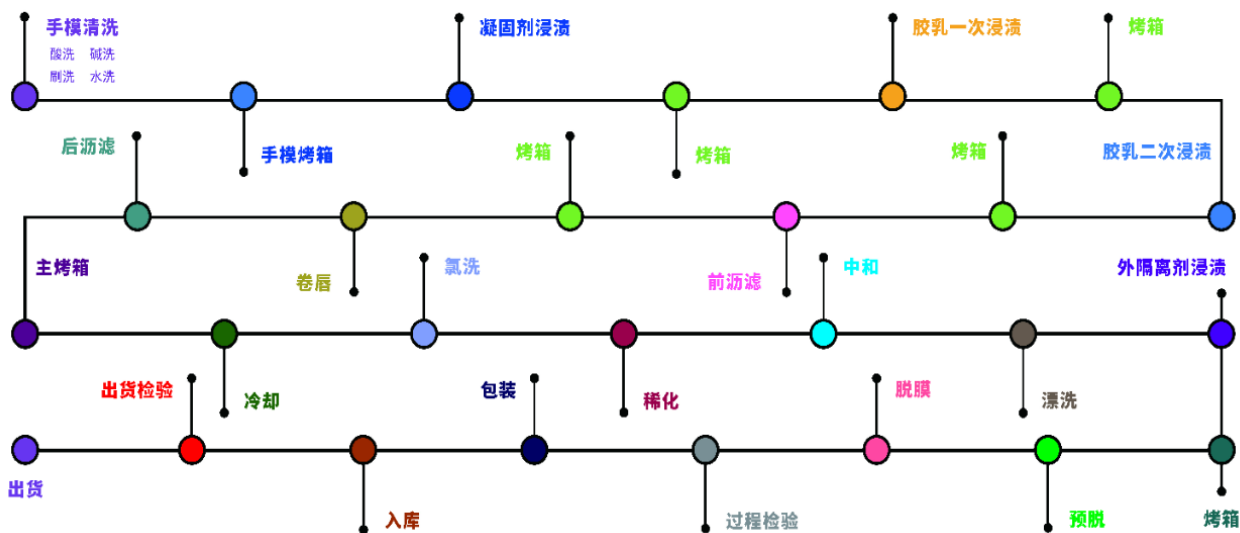 手模清洗
酸洗 碱洗
刷洗 水洗
凝固剂浸渍
胶乳一次浸渍
烤箱
手模烤箱
烤箱
后沥滤
烤箱
烤箱
胶乳二次浸渍
卷唇
前沥滤
主烤箱
氯洗
中和
外隔离剂浸渍
冷却
稀化
漂洗
出货检验
包装
脱膜
出货
入库
过程检验
预脱
烤箱